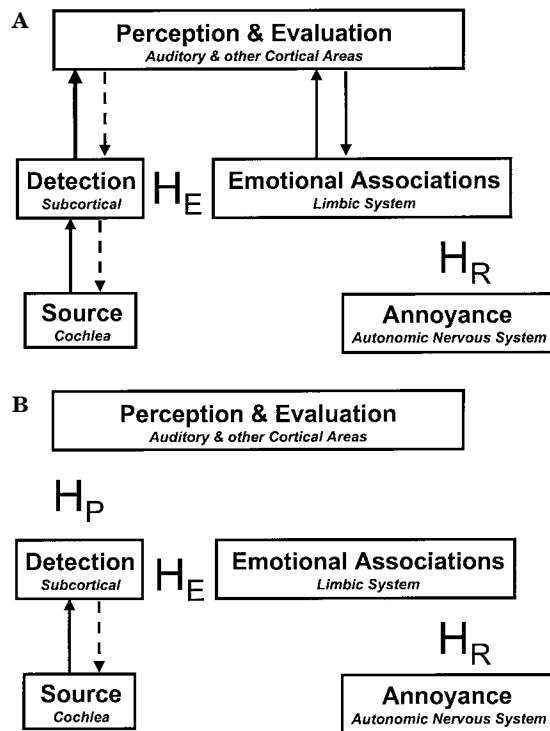 A
Perception & Evaluation
Auditory & other Cortical Areas
Detection
Subcortical
HE
Emotional Associations
Limbic System
HR
Source
Cochlea
Annoyance
Autonomic Nervous System
B
Perception & Evaluation
Auditory & other Cortical Areas
HP
Detection
Subcortical
HE
Emotional Associations
Limbic System
HR
Source
Cochlea
Annoyance
Autonomic Nervous System